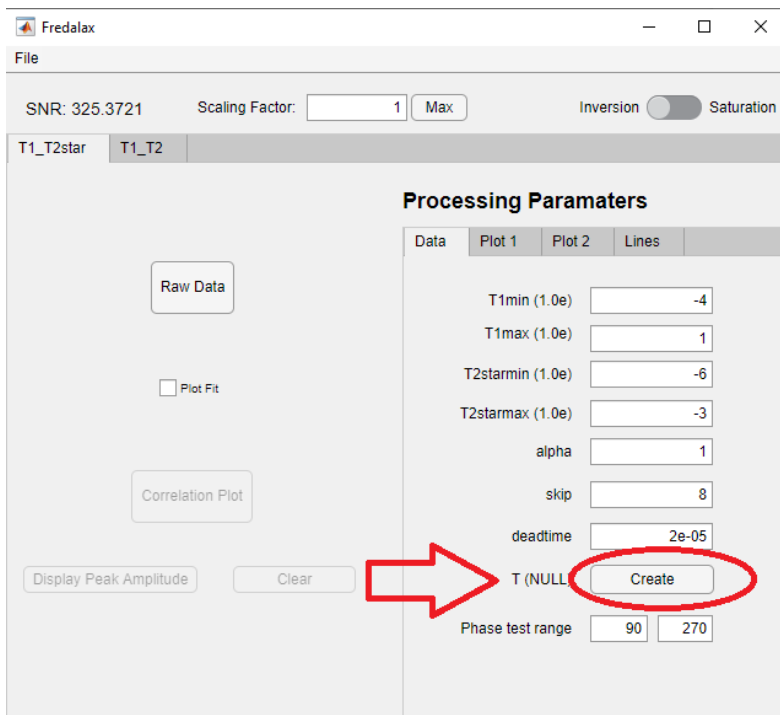 Fredalax
File
SNR: 325.3721 Scaling Factor: 1 Max Inversion Saturation
T1_T2star T1_T2
Processing Paramaters
Data Plot 1 Plot 2 Lines
Raw Data
Plot Fit
Correlation Plot
Display Peak Amplitude Clear
T1min (1.0e) -4
T1max (1.0e) 1
T2starmin (1.0e) -6
T2starmax (1.0e) -3
alpha 1
skip 8
deadtime 2e-05
T (NULL) Create
Phase test range 90 270